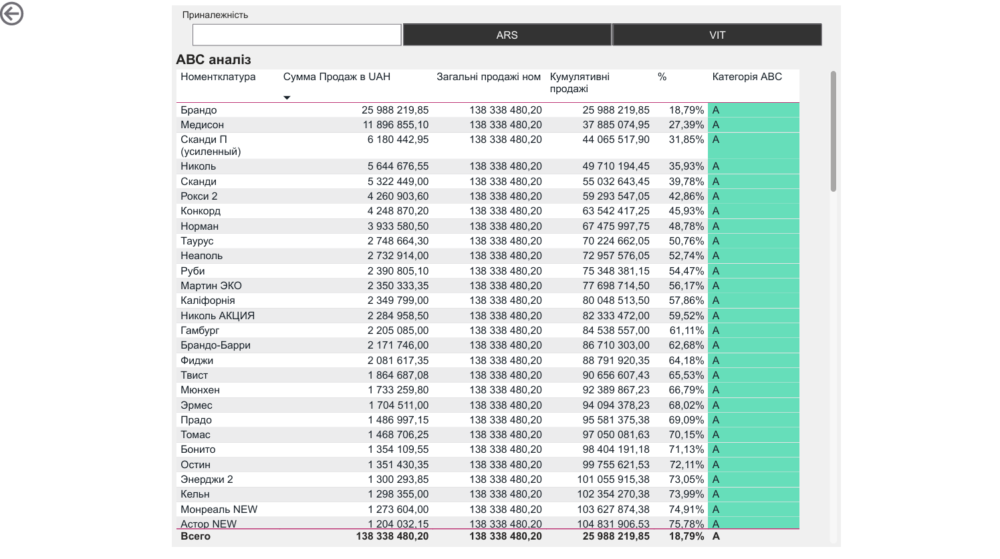 Приналежність
ARS VIT
ABC аналіз
Номентклатура Сумма Продаж в UAH Загальні продажі ном Кумулятивні продажі % Категорія ABC
Брандо 25 988 219,85 138 338 480,20 25 988 219,85 18,79% A
Медисон 11 896 855,10 138 338 480,20 37 885 074,95 27,39% A
Сканди П (усиленный) 6 180 442,95 138 338 480,20 44 065 517,90 31,85% A
Николь 5 644 676,55 138 338 480,20 49 710 194,45 35,93% A
Сканди 5 322 449,00 138 338 480,20 55 032 643,45 39,78% A
Рокси 2 4 260 903,60 138 338 480,20 59 293 547,05 42,86% A
Конкорд 4 248 870,20 138 338 480,20 63 542 417,25 45,93% A
Норман 3 933 580,50 138 338 480,20 67 475 997,75 48,78% A
Таурус 2 748 664,30 138 338 480,20 70 224 662,05 50,76% A
Неаполь 2 732 914,00 138 338 480,20 72 957 576,05 52,74% A
Руби 2 390 805,10 138 338 480,20 75 348 381,15 54,47% A
Мартин ЭКО 2 350 333,35 138 338 480,20 77 698 714,50 56,17% A
Каліфорнія 2 349 799,00 138 338 480,20 80 048 513,50 57,86% A
Николь АКЦИЯ 2 284 958,50 138 338 480,20 82 333 472,00 59,52% A
Гамбург 2 205 085,00 138 338 480,20 84 538 557,00 61,11% A
Брандо-Барри 2 171 746,00 138 338 480,20 86 710 303,00 62,68% A
Фиджи 2 081 617,35 138 338 480,20 88 791 920,35 64,18% A
Твист 1 864 687,08 138 338 480,20 90 656 607,43 65,53% A
Мюнхен 1 733 259,80 138 338 480,20 92 389 867,23 66,79% A
Эрмес 1 704 511,00 138 338 480,20 94 094 378,23 68,02% A
Прадо 1 486 997,15 138 338 480,20 95 581 375,38 69,09% A
Томас 1 468 706,25 138 338 480,20 97 050 081,63 70,15% A
Бонито 1 354 109,55 138 338 480,20 98 404 191,18 71,13% A
Остин 1 351 430,35 138 338 480,20 99 755 621,53 72,11% A
Энерджи 2 1 300 293,85 138 338 480,20 101 055 915,38 73,05% A
Кельн 1 298 355,00 138 338 480,20 102 354 270,38 73,99% A
Монреаль NEW 1 273 604,00 138 338 480,20 103 627 874,38 74,91% A
Астор NEW 1 204 032,15 138 338 480,20 104 831 906,53 75,78% A
Всего 138 338 480,20 138 338 480,20 25 988 219,85 18,79% A